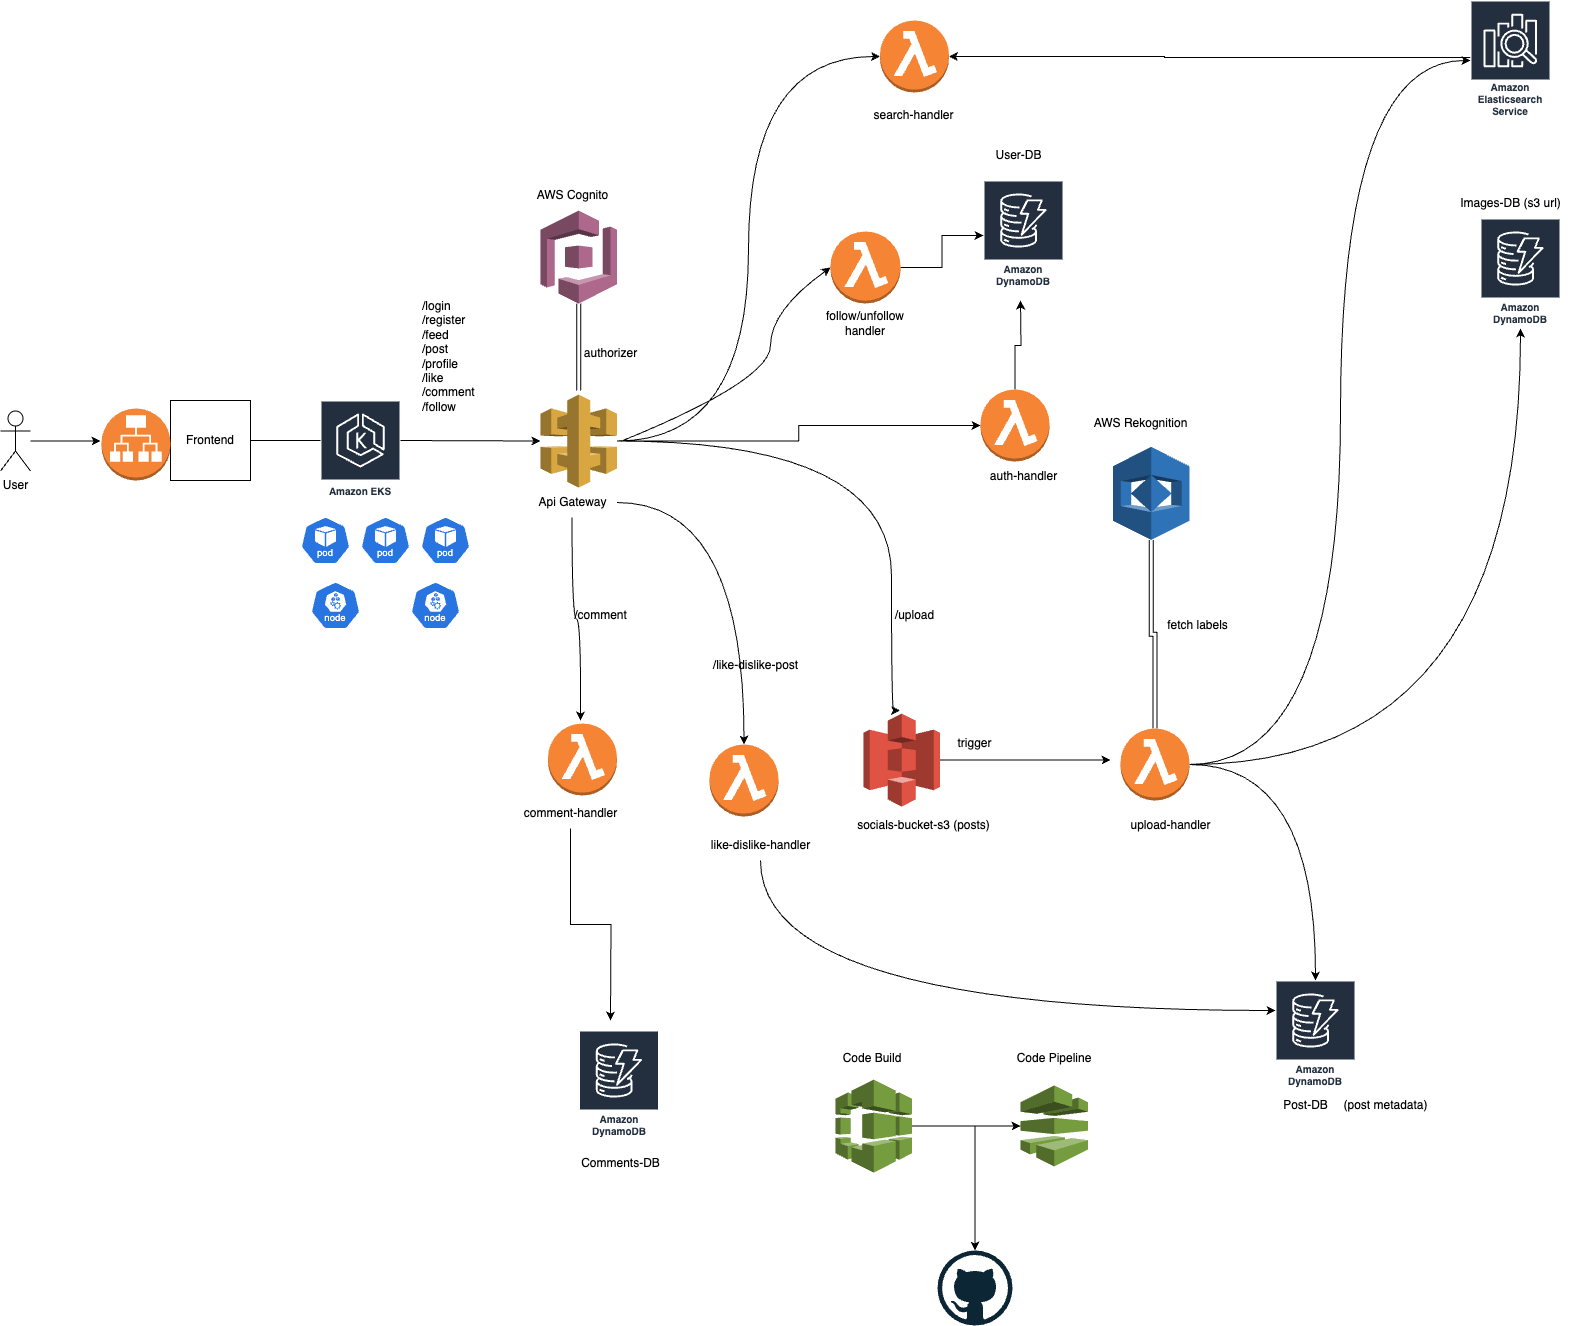 search-handler
Amazon
Elasticsearch
Service
User-DB
AWS Cognito
Images-DB (s3 url)
Amazon
DynamoDB
Amazon
DynamoDB
/login
/register
/feed
/post
/profile
/like
/comment
/follow
follow/unfollow
handler
authorizer
Frontend
AWS Rekognition
auth-handler
User
K
Amazon EKS
Api Gateway
pod
pod
pod
node
node
/comment
/upload
fetch labels
/like-dislike-post
trigger
comment-handler
socials-bucket-s3 (posts)
upload-handler
like-dislike-handler
Code Build
Code Pipeline
Amazon
DynamoDB
Post-DB (post metadata)
Amazon
DynamoDB
Comments-DB